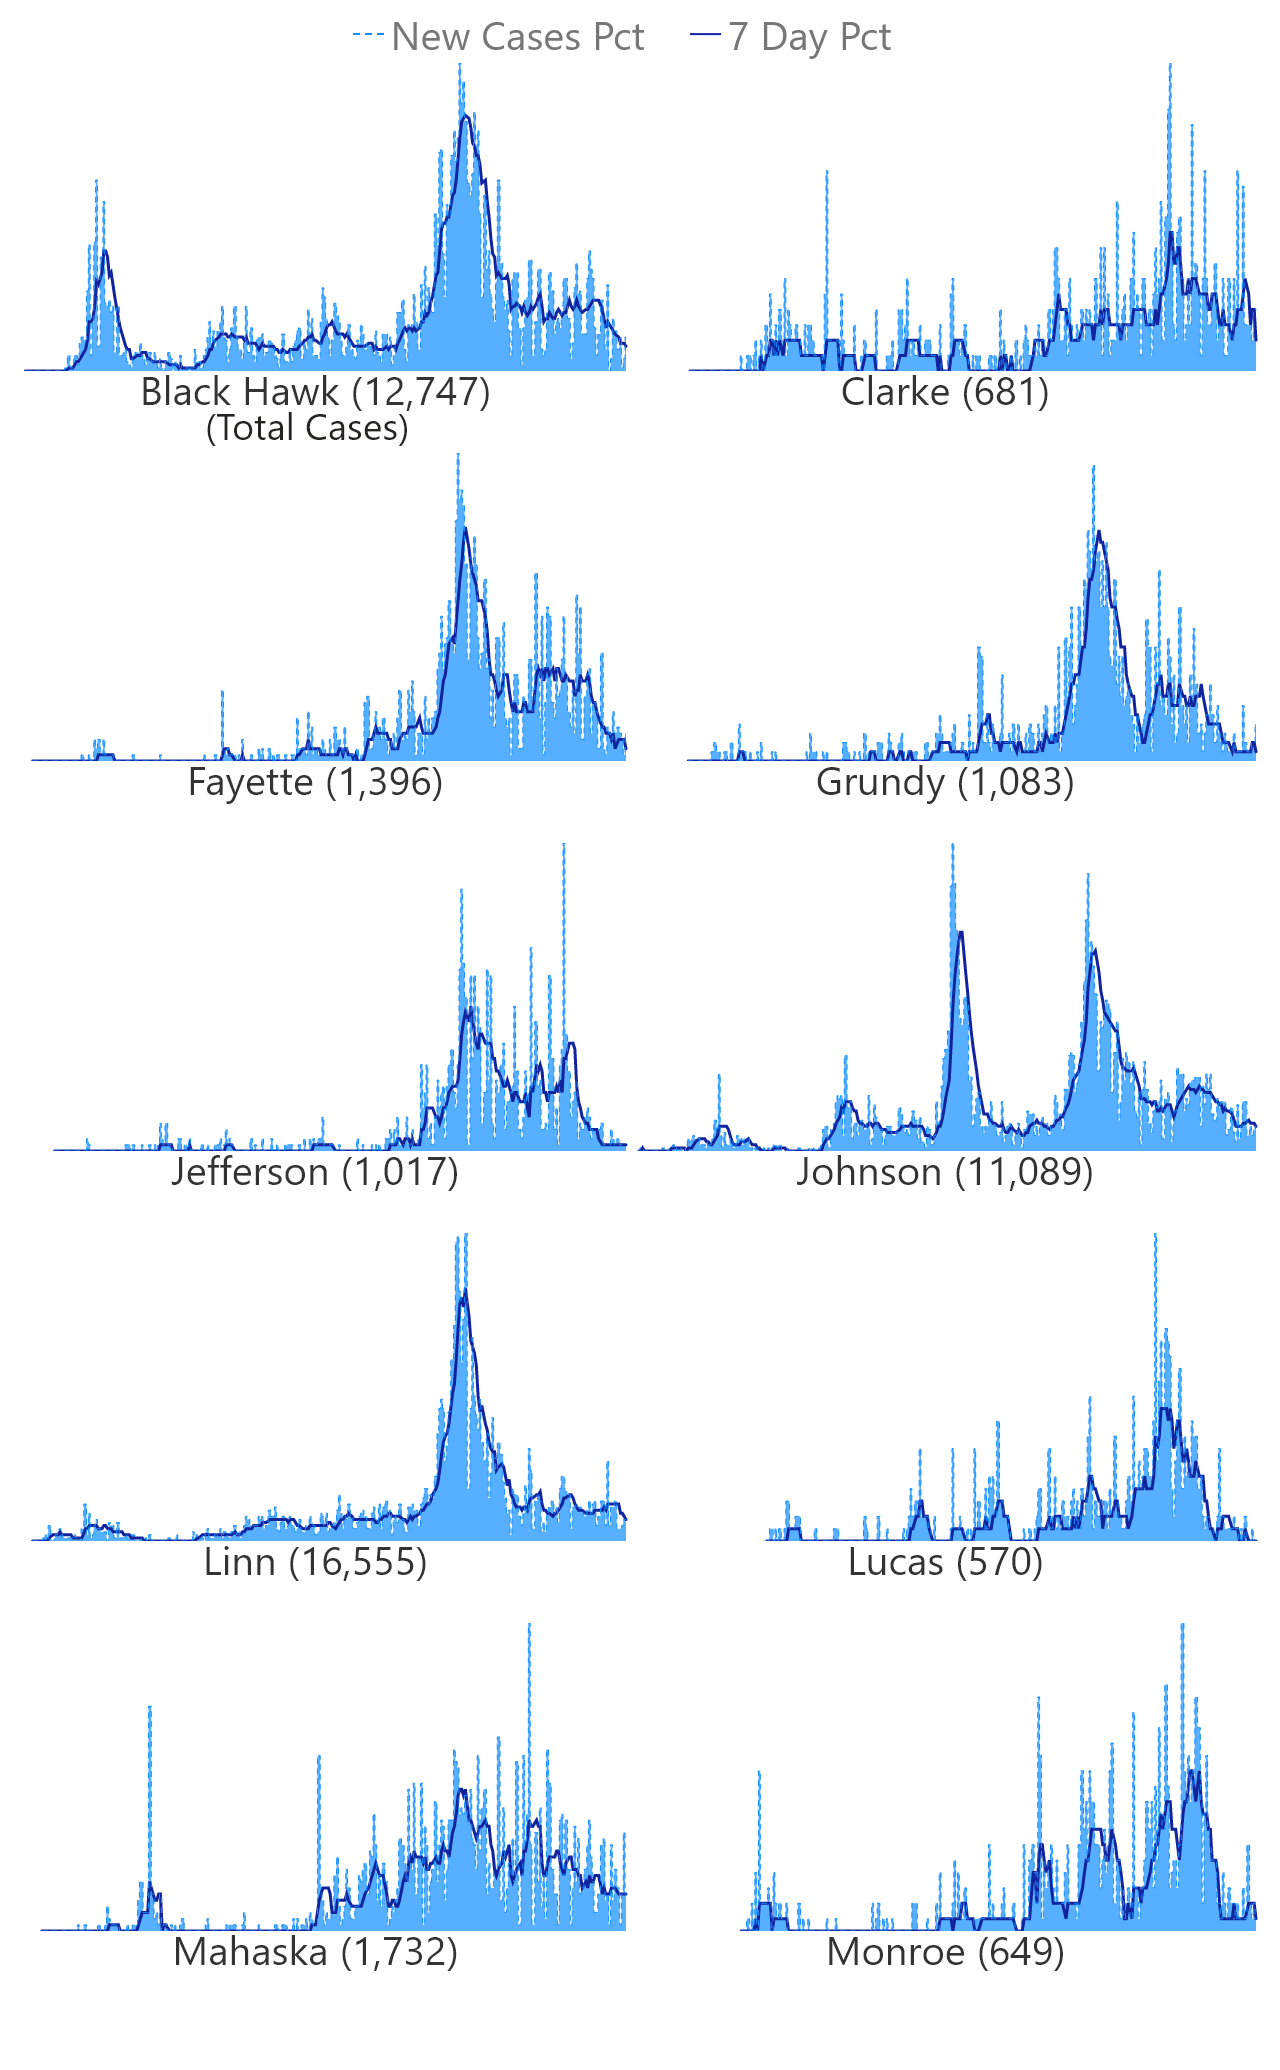 New Cases Pct 7 Day Pct
Black Hawk (12,747)
(Total Cases)
Clarke (681)
Fayette (1,396)
Grundy (1,083)
Jefferson (1,017)
Johnson (11,089)
Linn (16,555)
Lucas (570)
Mahaska (1,732)
Monroe (649)